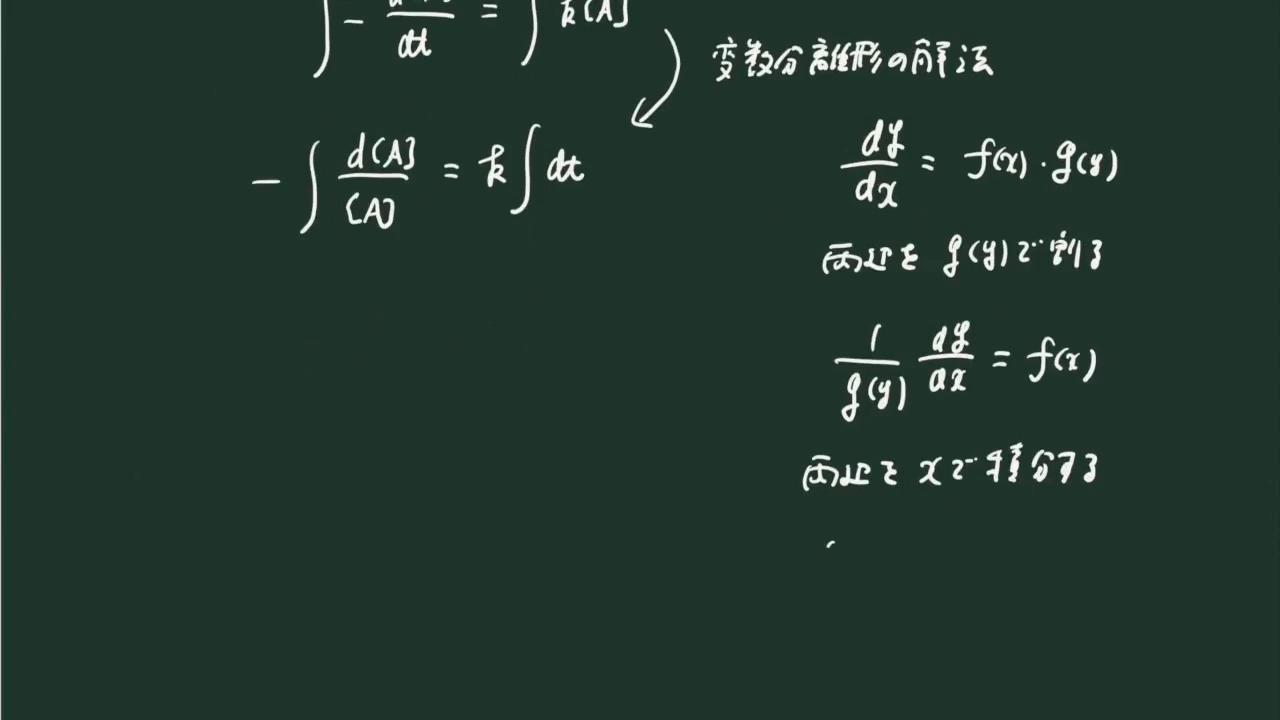 ∫ - d[A]/dt = ∫ k[A]
変数分離形の解法
- ∫ d[A]/[A] = k ∫ dt
dy/dx = f(x)・g(y)
両辺を g(y)で割る
1/g(y) dy/dx = f(x)
両辺を xで積分する